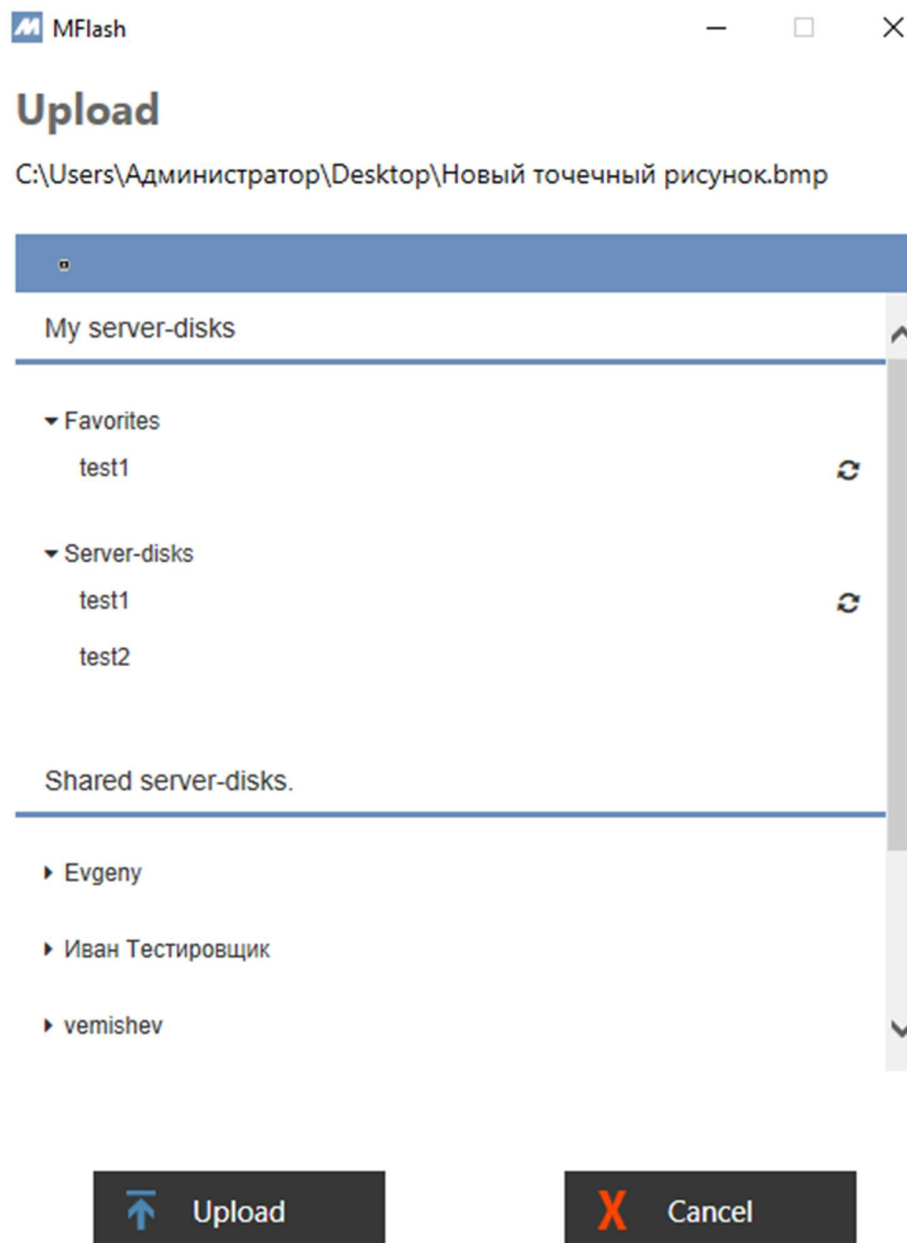 MFlash
Upload
C:\Users\Администратор\Desktop\Новый точечный рисунок.bmp
My server-disks
Favorites
test1
Server-disks
test1
test2
Shared server-disks.
Evgeny
Иван Тестировщик
vemishev
Upload
Cancel